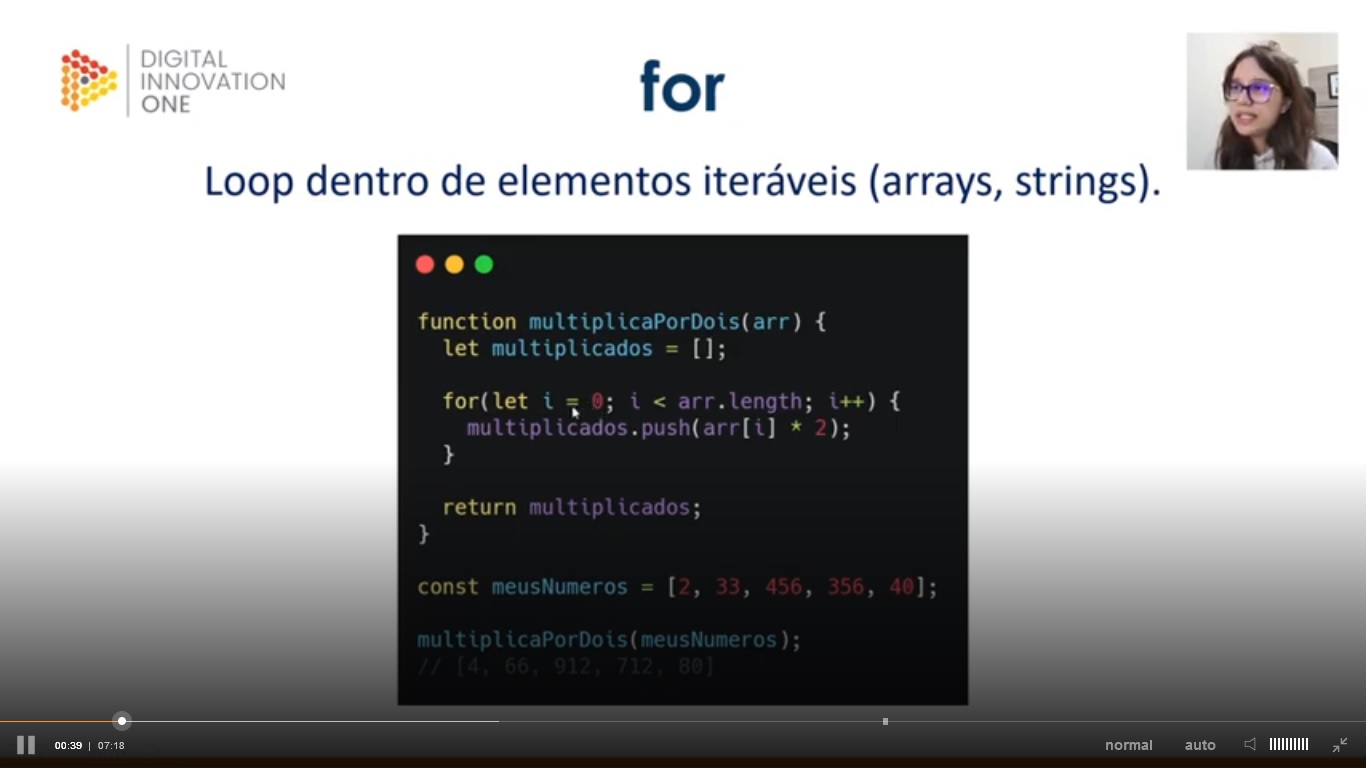 DIGITAL
INNOVATION
ONE
for
Loop dentro de elementos iteráveis (arrays, strings).
function multiplicaPorDois(arr) {
let multiplicados = [];
for(let i = 0; i < arr.length; i++) {
multiplicados.push(arr[i] * 2);
}
return multiplicados;
}
const meusNumeros = [2, 33, 456, 356, 40];
multiplicaPorDois(meusNumeros);
// [4, 66, 912, 712, 80]
00:39 | 07:18
normal auto